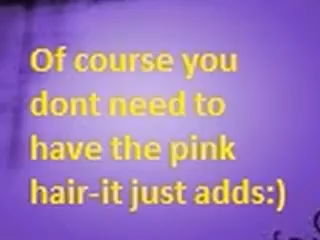 Of course you
dont need to
have the pink
hair-it just adds:)